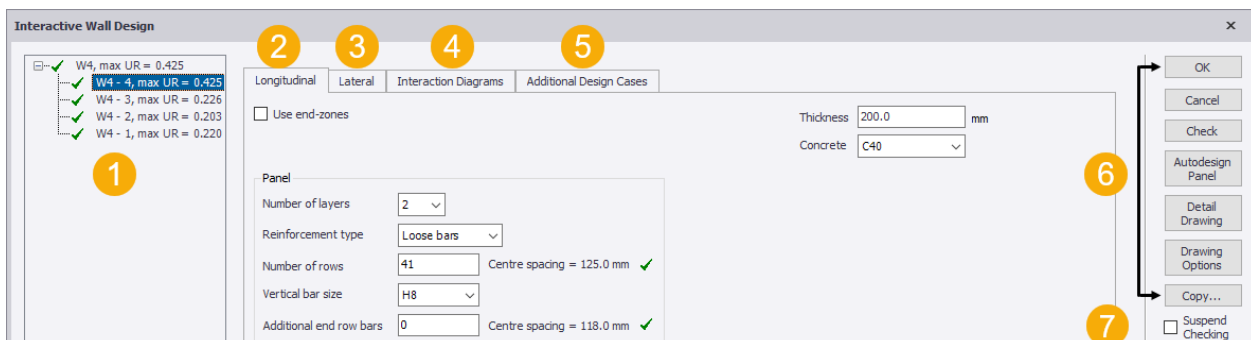 Interactive Wall Design
×
2
3
4
5
W4, max UR = 0.425
W4 - 4, max UR = 0.425
W4 - 3, max UR = 0.226
W4 - 2, max UR = 0.203
W4 - 1, max UR = 0.220
1
Longitudinal Lateral Interaction Diagrams Additional Design Cases
Use end-zones
Thickness 200.0 mm
Concrete C40
Panel
Number of layers 2
Reinforcement type Loose bars
Number of rows 41 Centre spacing = 125.0 mm
Vertical bar size H8
Additional end row bars 0 Centre spacing = 118.0 mm
6
7
OK
Cancel
Check
Autodesign
Panel
Detail
Drawing
Drawing
Options
Copy...
Suspend
Checking